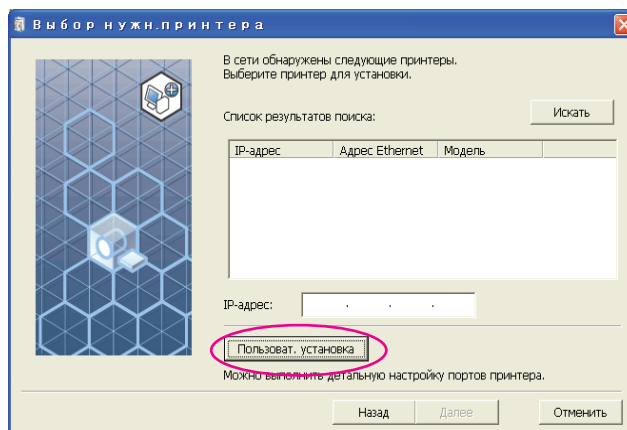 Выбор нужн.принтера
В сети обнаружены следующие принтеры.
Выберите принтер для установки.
Список результатов поиска:
Искать
IP-адрес Адрес Ethernet Модель
IP-адрес: . . .
Пользоват. установка
Можно выполнить детальную настройку портов принтера.
Назад Далее Отменить